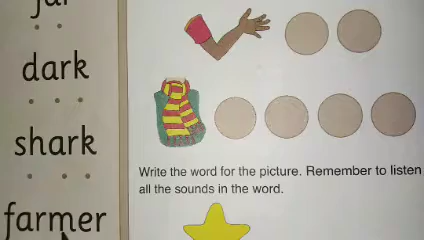 dark
shark
farmer
Write the word for the picture. Remember to listen
all the sounds in the word.